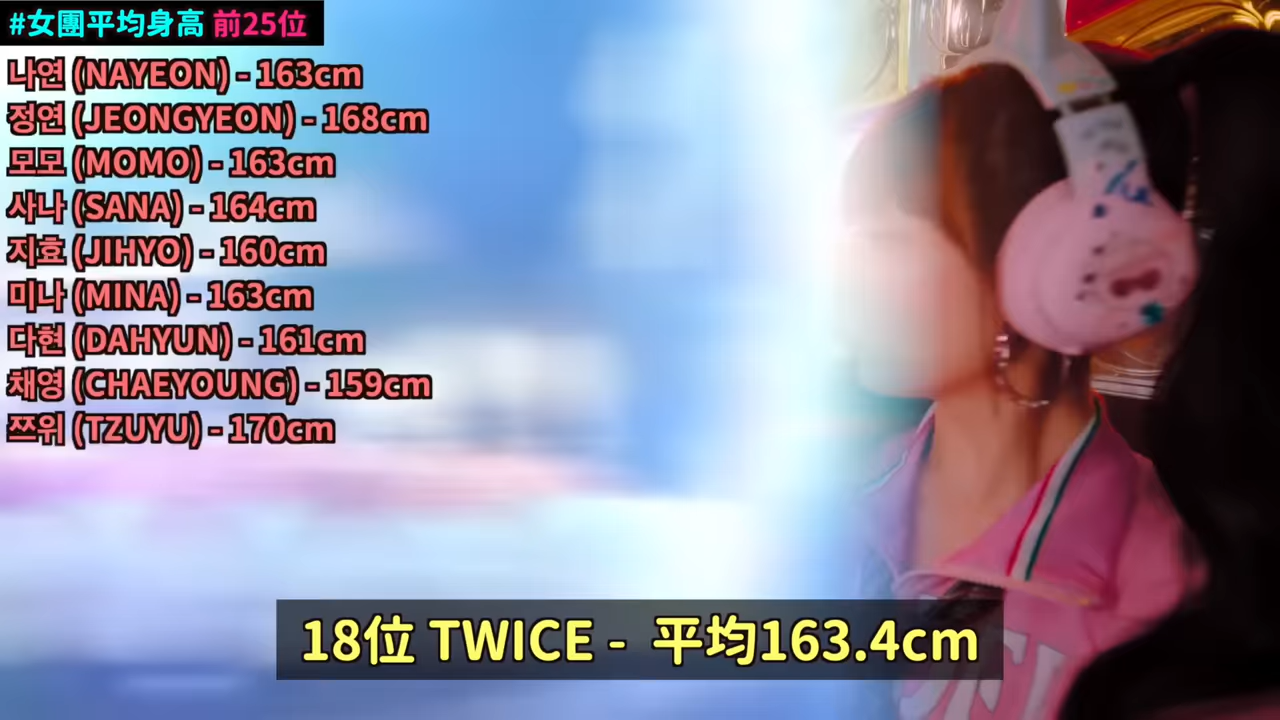 #女團平均身高 前25位
나연 (NAYEON) - 163cm
정연 (JEONGYEON) - 168cm
모모 (MOMO) - 163cm
사나 (SANA) - 164cm
지효 (JIHYO) - 160cm
미나 (MINA) - 163cm
다현 (DAHYUN) - 161cm
채영 (CHAEYOUNG) - 159cm
쯔위 (TZUYU) - 170cm
18位 TWICE - 平均163.4cm